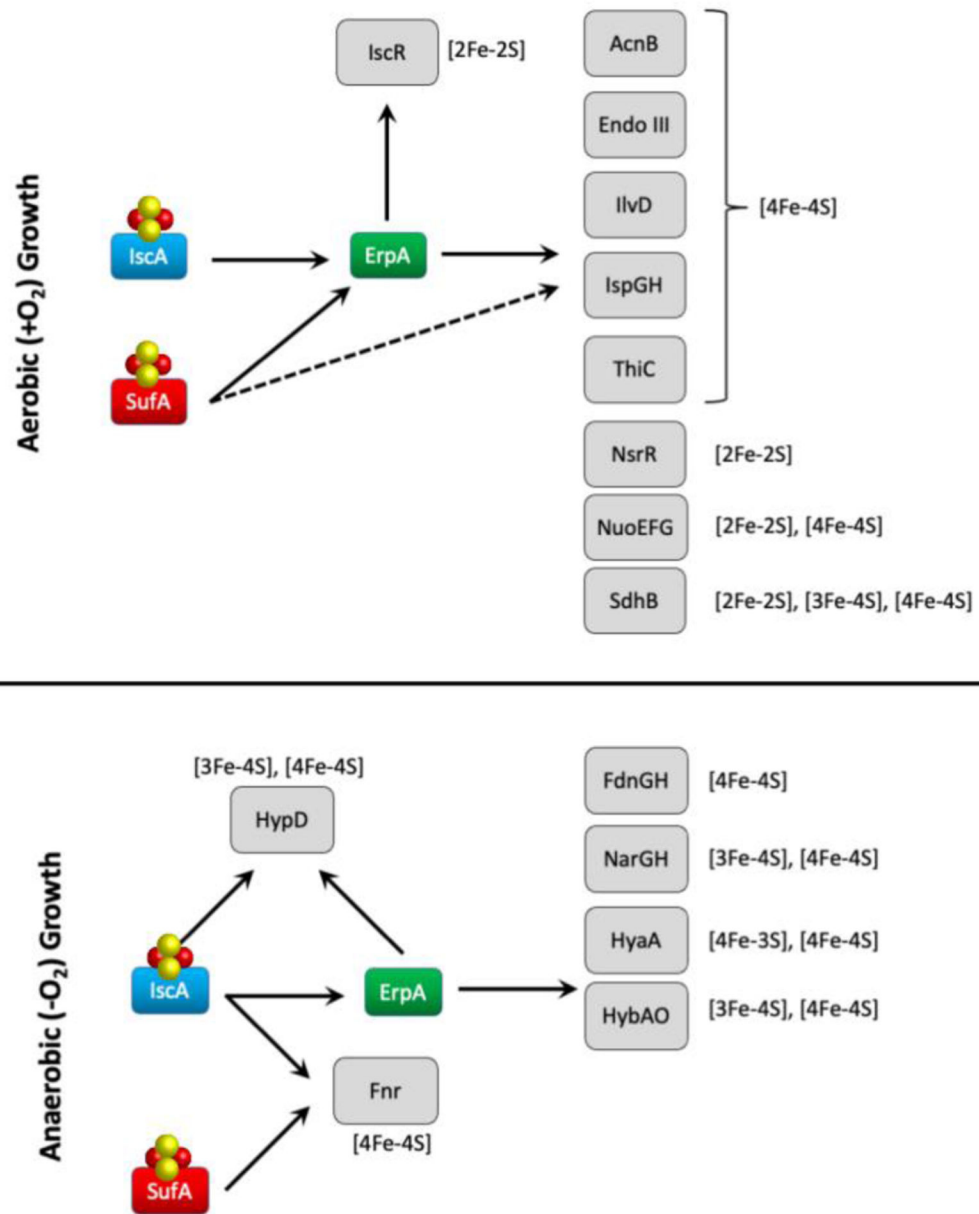 Aerobic (+O₂) Growth
IscR [2Fe-2S]
AcnB
Endo III
IlvD
[4Fe-4S]
IscA
ErpA
IspGH
ThiC
SufA
NsrR [2Fe-2S]
NuoEFG [2Fe-2S], [4Fe-4S]
SdhB [2Fe-2S], [3Fe-4S], [4Fe-4S]
Anaerobic (-O₂) Growth
[3Fe-4S], [4Fe-4S]
HypD
FdnGH [4Fe-4S]
NarGH [3Fe-4S], [4Fe-4S]
HyaA [4Fe-3S], [4Fe-4S]
IscA
ErpA
HybAO [3Fe-4S], [4Fe-4S]
Fnr
[4Fe-4S]
SufA